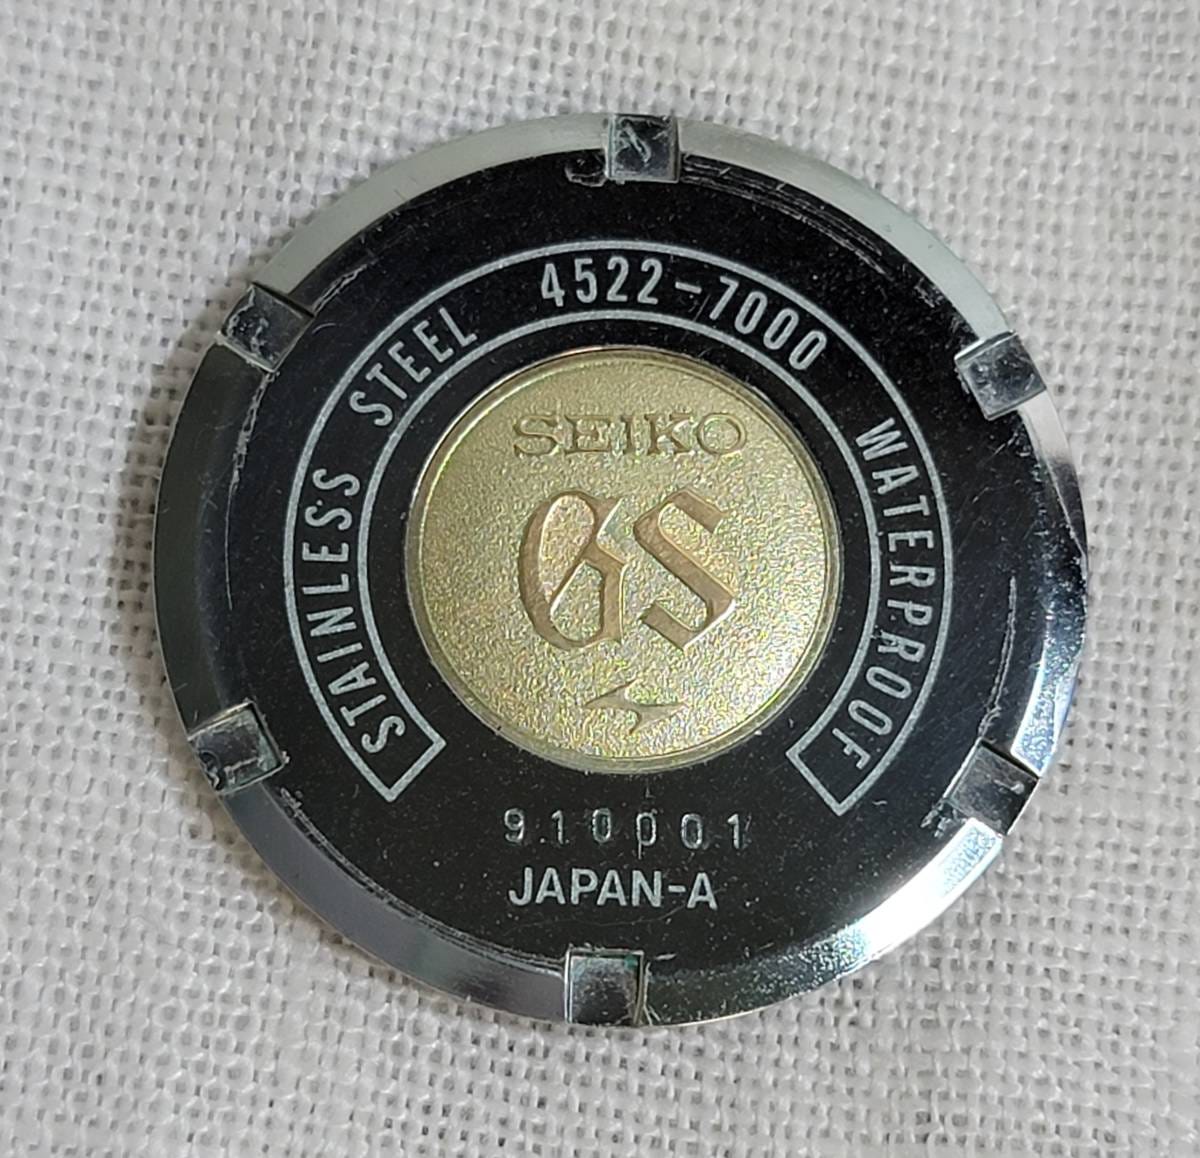 STAINLESS STEEL 4522-7000 WATERPROOF
SEIKO
GS
910001
JAPAN-A